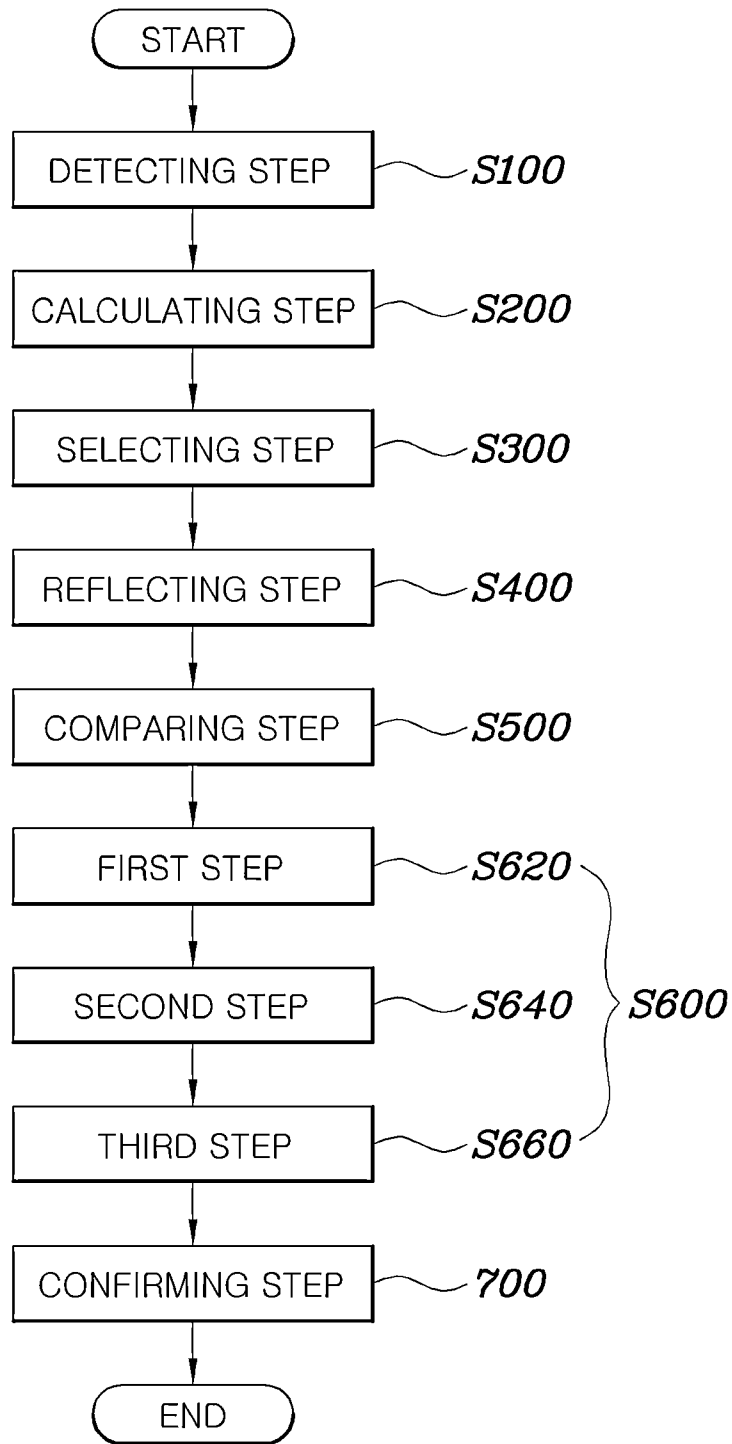 START
DETECTING STEP S100
CALCULATING STEP S200
SELECTING STEP S300
REFLECTING STEP S400
COMPARING STEP S500
FIRST STEP S620
SECOND STEP S640 S600
THIRD STEP S660
CONFIRMING STEP 700
END